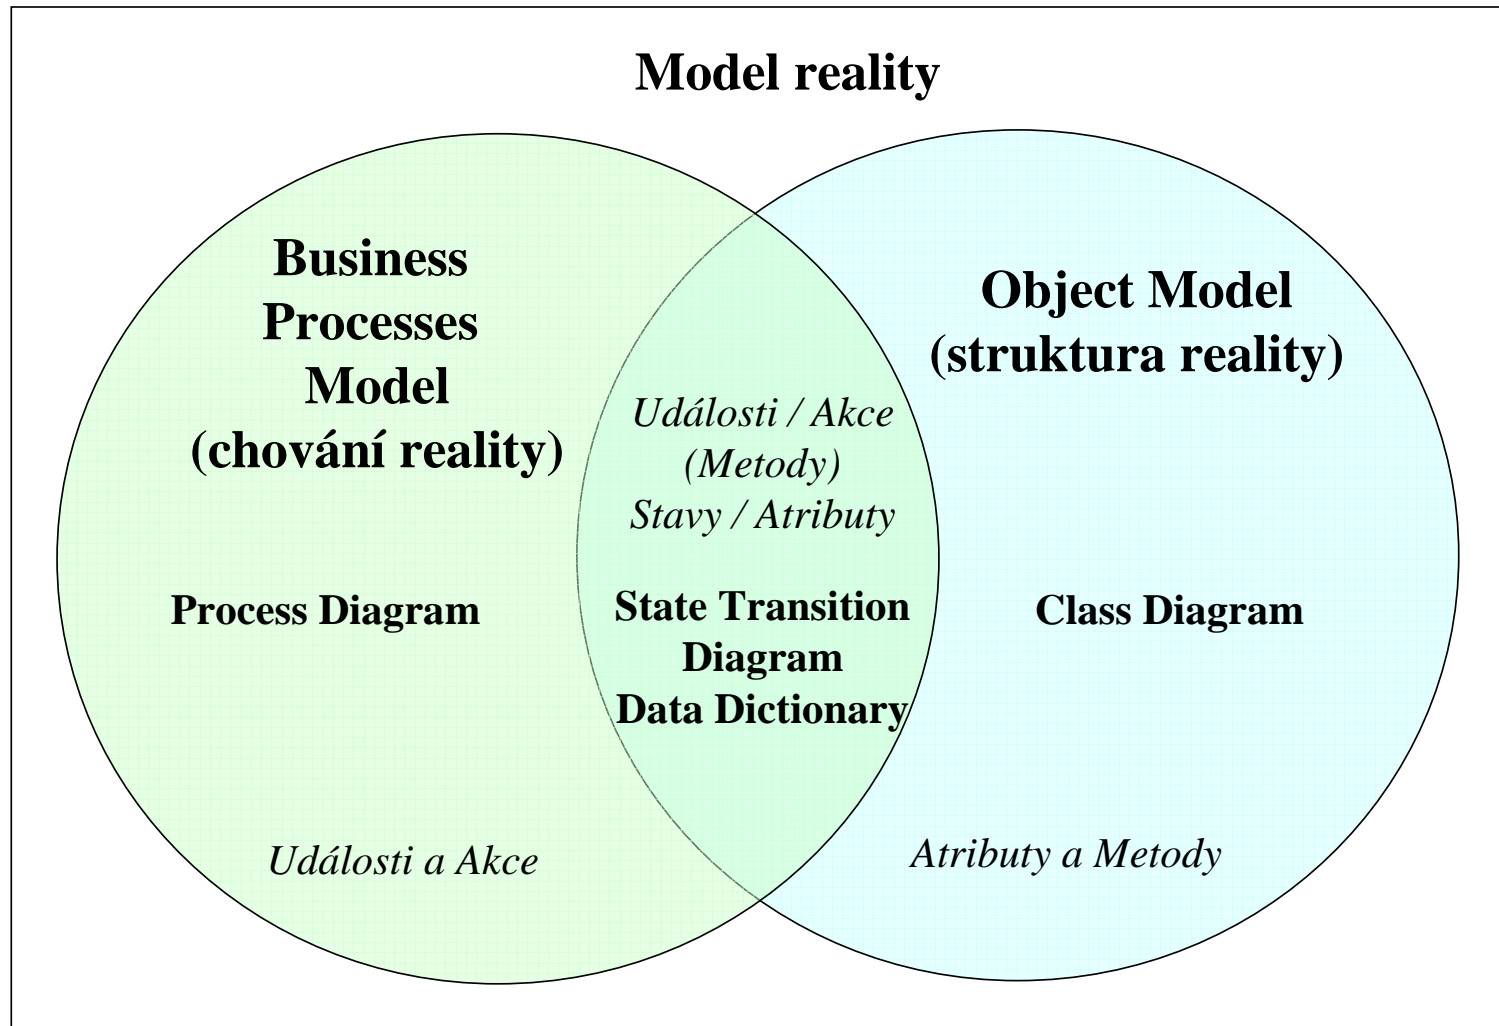 Model reality
Business
Processes
Model
(chování reality)
Process Diagram
Události a Akce
Události / Akce
(Metody)
Stavy / Atributy
State Transition
Diagram
Data Dictionary
Object Model
(struktura reality)
Class Diagram
Atributy a Metody